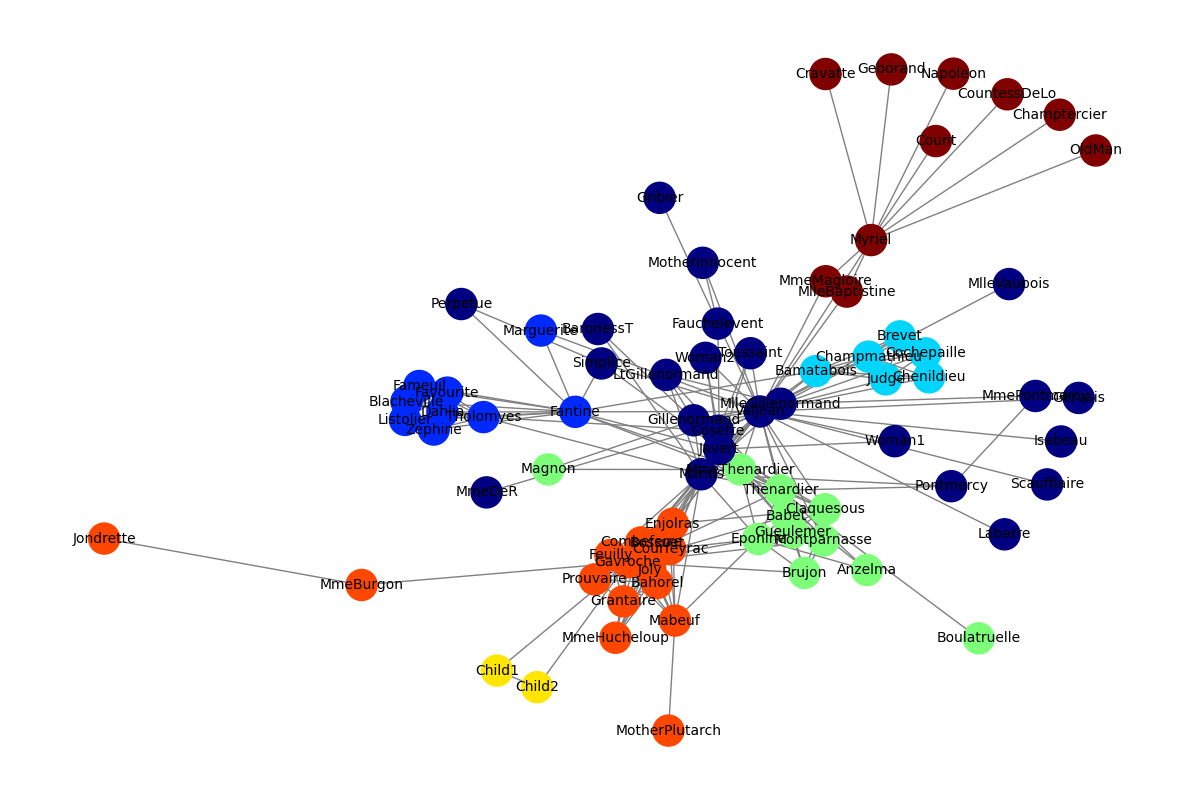 Cravatte
Geborand
Napoleon
CountessDeLo
Champtercier
Count
OldMan
Gribier
Myriel
MotherInnocent
MmeMagloire
MlleBaptistine
MlleVaubois
Perpetue
Marguerite
BaronessT
Fauchelevent
Simplice
Woman2
Toussaint
LtGillenormand
Brevet
Champmathieu
Cochepaille
Bamatabois
Judge
Chenildieu
Fameuil
Favourite
Blacheville
Dahlia
Listolier
Zephine
Tholomyes
Fantine
Gillenormand
MlleGillenormand
Valjean
Cosette
Javert
MmePontmercy
Gervais
Woman1
Isabeau
Magnon
Marius
MmeThenardier
MmeDeR
Thenardier
Pontmercy
Scaufflaire
Claquesous
Babet
Enjolras
Gueulemer
Eponine
Montparnasse
Labarre
Jondrette
Combeferre
Bossuet
Courfeyrac
Feuilly
Gavroche
Joly
Prouvaire
Bahorel
Brujon
Anzelma
MmeBurgon
Grantaire
Mabeuf
MmeHucheloup
Boulatruelle
Child1
Child2
MotherPlutarch